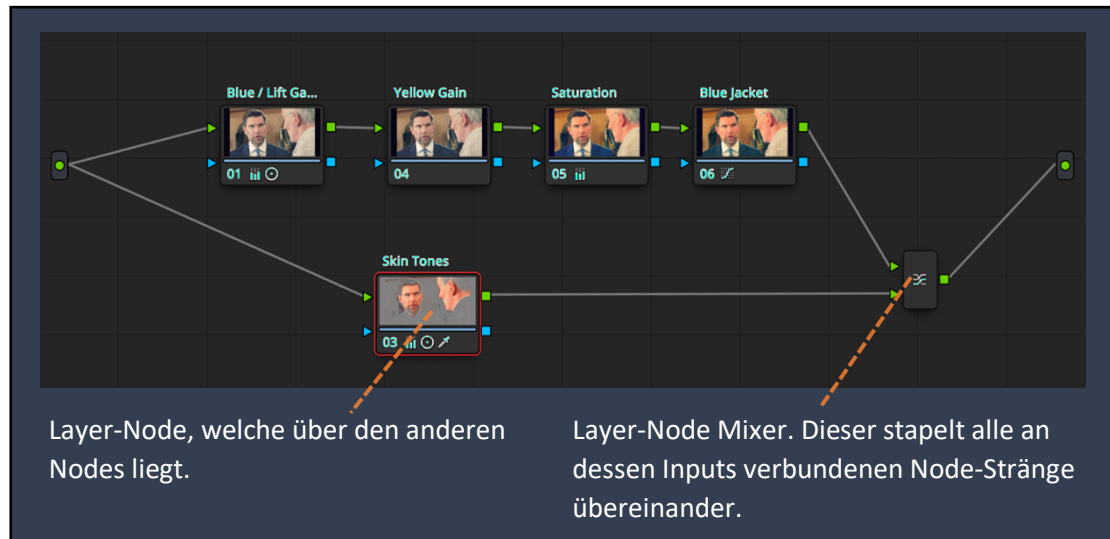 Blue / Lift Ga...
Yellow Gain
Saturation
Blue Jacket
01
04
05
06
Skin Tones
03
Layer-Node, welche über den anderen
Nodes liegt.
Layer-Node Mixer. Dieser stapelt alle an
dessen Inputs verbundenen Node-Stränge
übereinander.